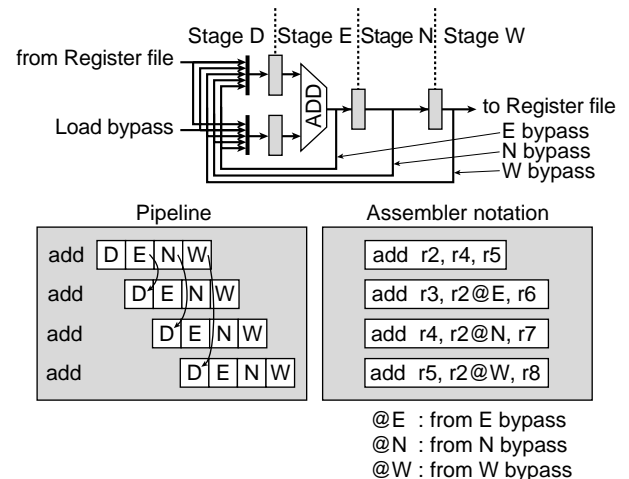 Stage D Stage E Stage N Stage W
from Register file
ADD
to Register file
Load bypass
E bypass
N bypass
W bypass
Pipeline
Assembler notation
add D E N W
add r2, r4, r5
add D E N W
add r3, r2@E, r6
add D E N W
add r4, r2@N, r7
add D E N W
add r5, r2@W, r8
@E : from E bypass
@N : from N bypass
@W : from W bypass